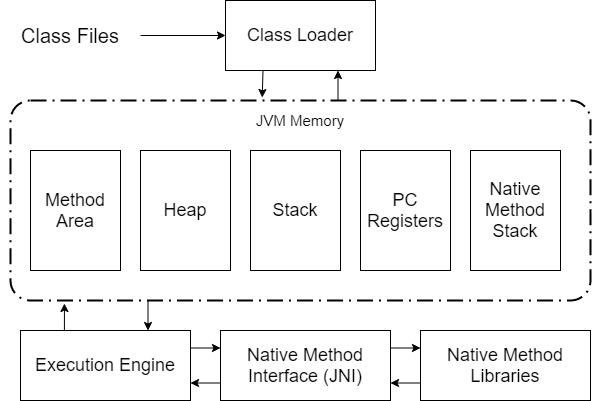 Class Files
Class Loader
JVM Memory
Method
Area
Heap
Stack
PC
Registers
Native
Method
Stack
Execution Engine
Native Method
Interface (JNI)
Native Method
Libraries